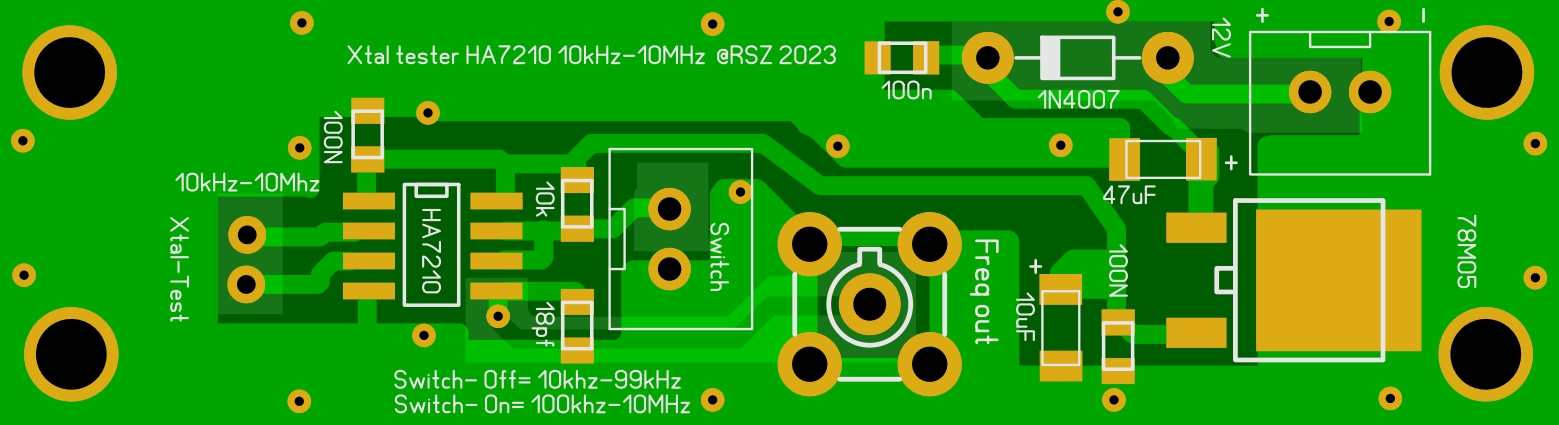 + -
12V
Xtal tester HA7210 10kHz-10MHz @RSZ 2023
100n
1N4007
100N
+
47uF
10kHz-10Mhz
10k
Xtal-Test
HA7210
Switch
78M05
Freq out
+
100N
10uF
18pf
Switch- Off= 10khz-99kHz
Switch- On= 100khz-10MHz